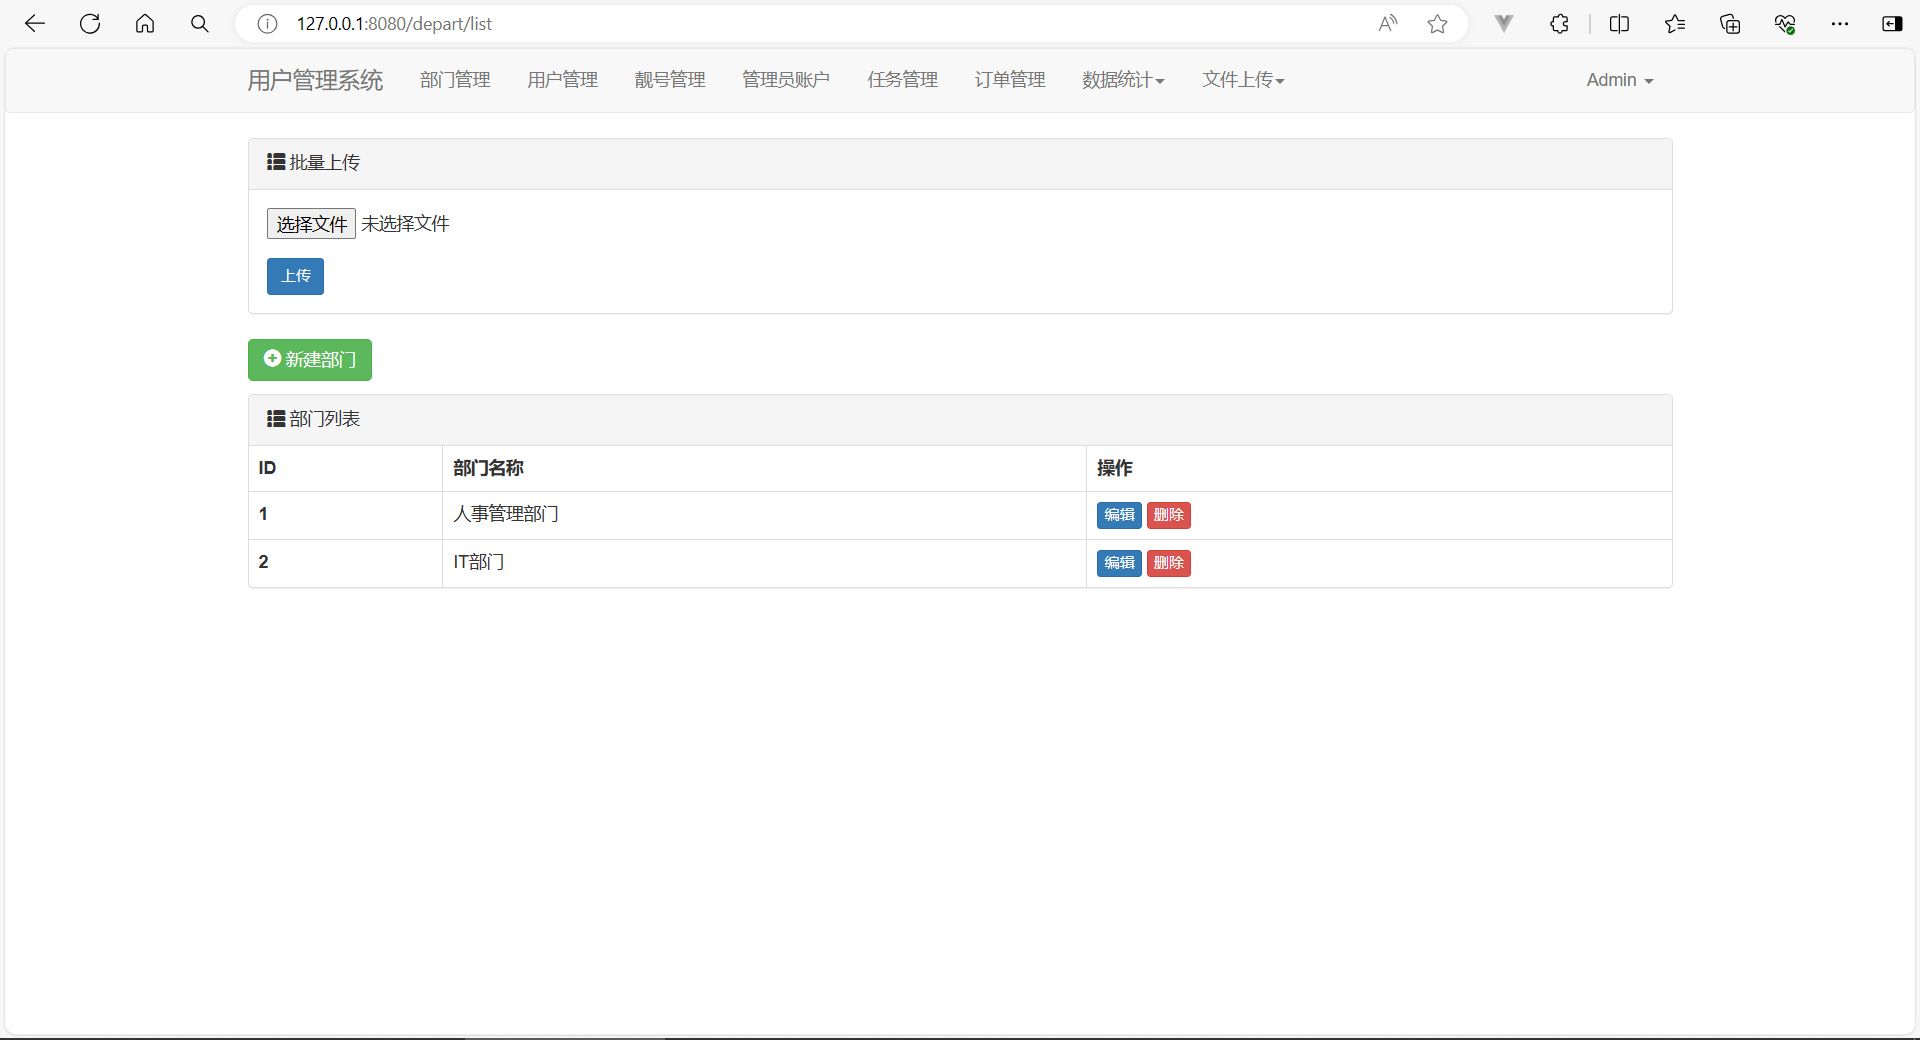 127.0.0.1:8080/depart/list
用户管理系统 部门管理 用户管理 靓号管理 管理员账户 任务管理 订单管理 数据统计 文件上传 Admin
批量上传
选择文件 未选择文件
上传
新建部门
部门列表
ID 部门名称 操作
1 人事管理部门 编辑 删除
2 IT部门 编辑 删除